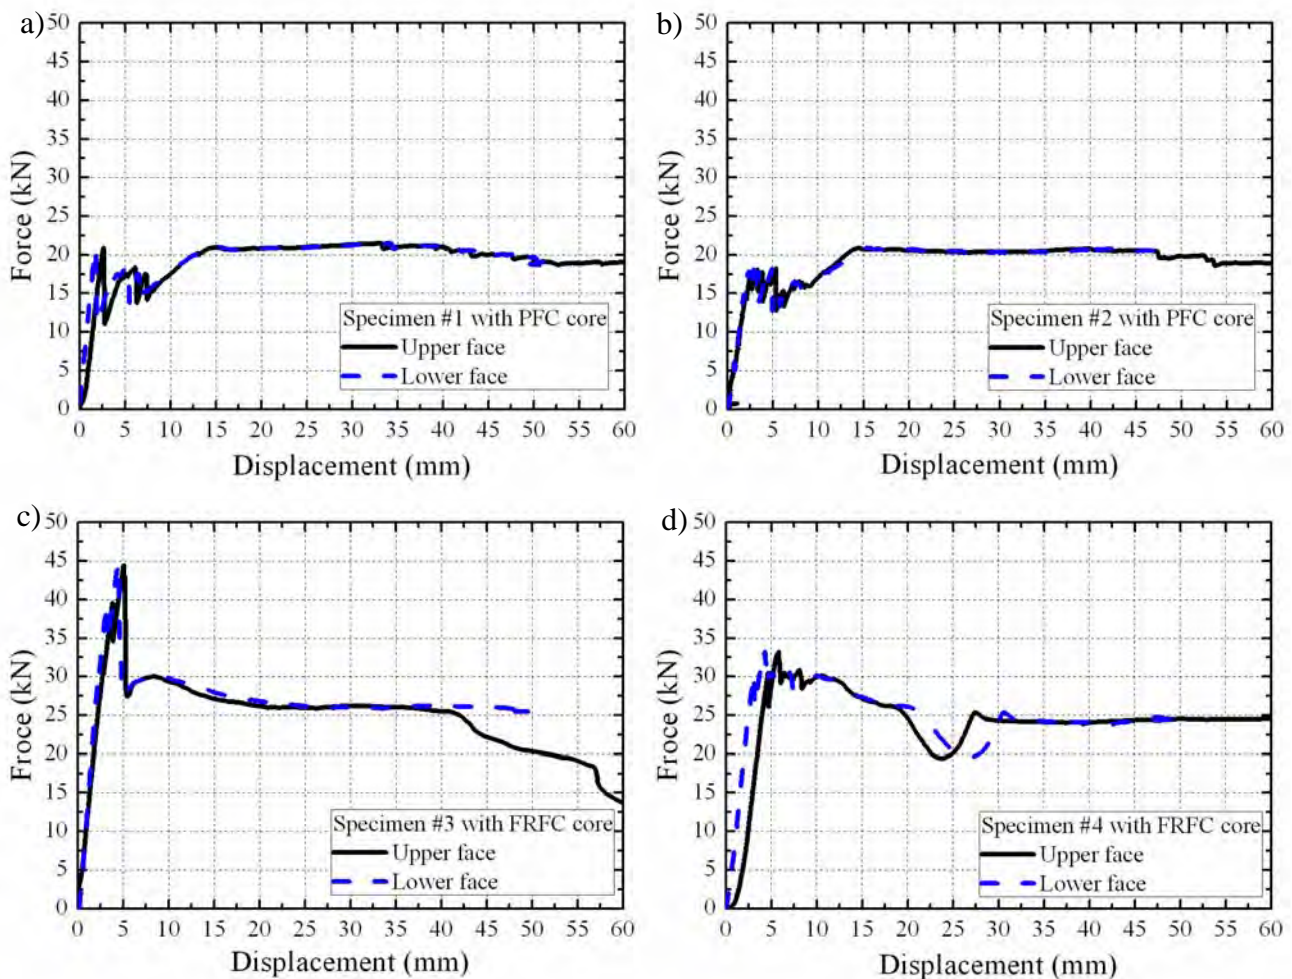 a)
50
45
40
35
30
25
20
15
10
5
0
Force (kN)
Specimen #1 with PFC core
Upper face
Lower face
0 5 10 15 20 25 30 35 40 45 50 55 60
Displacement (mm)
b)
50
45
40
35
30
25
20
15
10
5
0
Force (kN)
Specimen #2 with PFC core
Upper face
Lower face
0 5 10 15 20 25 30 35 40 45 50 55 60
Displacement (mm)
c)
50
45
40
35
30
25
20
15
10
5
0
Froce (kN)
Specimen #3 with FRFC core
Upper face
Lower face
0 5 10 15 20 25 30 35 40 45 50 55 60
Displacement (mm)
d)
50
45
40
35
30
25
20
15
10
5
0
Froce (kN)
Specimen #4 with FRFC core
Upper face
Lower face
0 5 10 15 20 25 30 35 40 45 50 55 60
Displacement (mm)